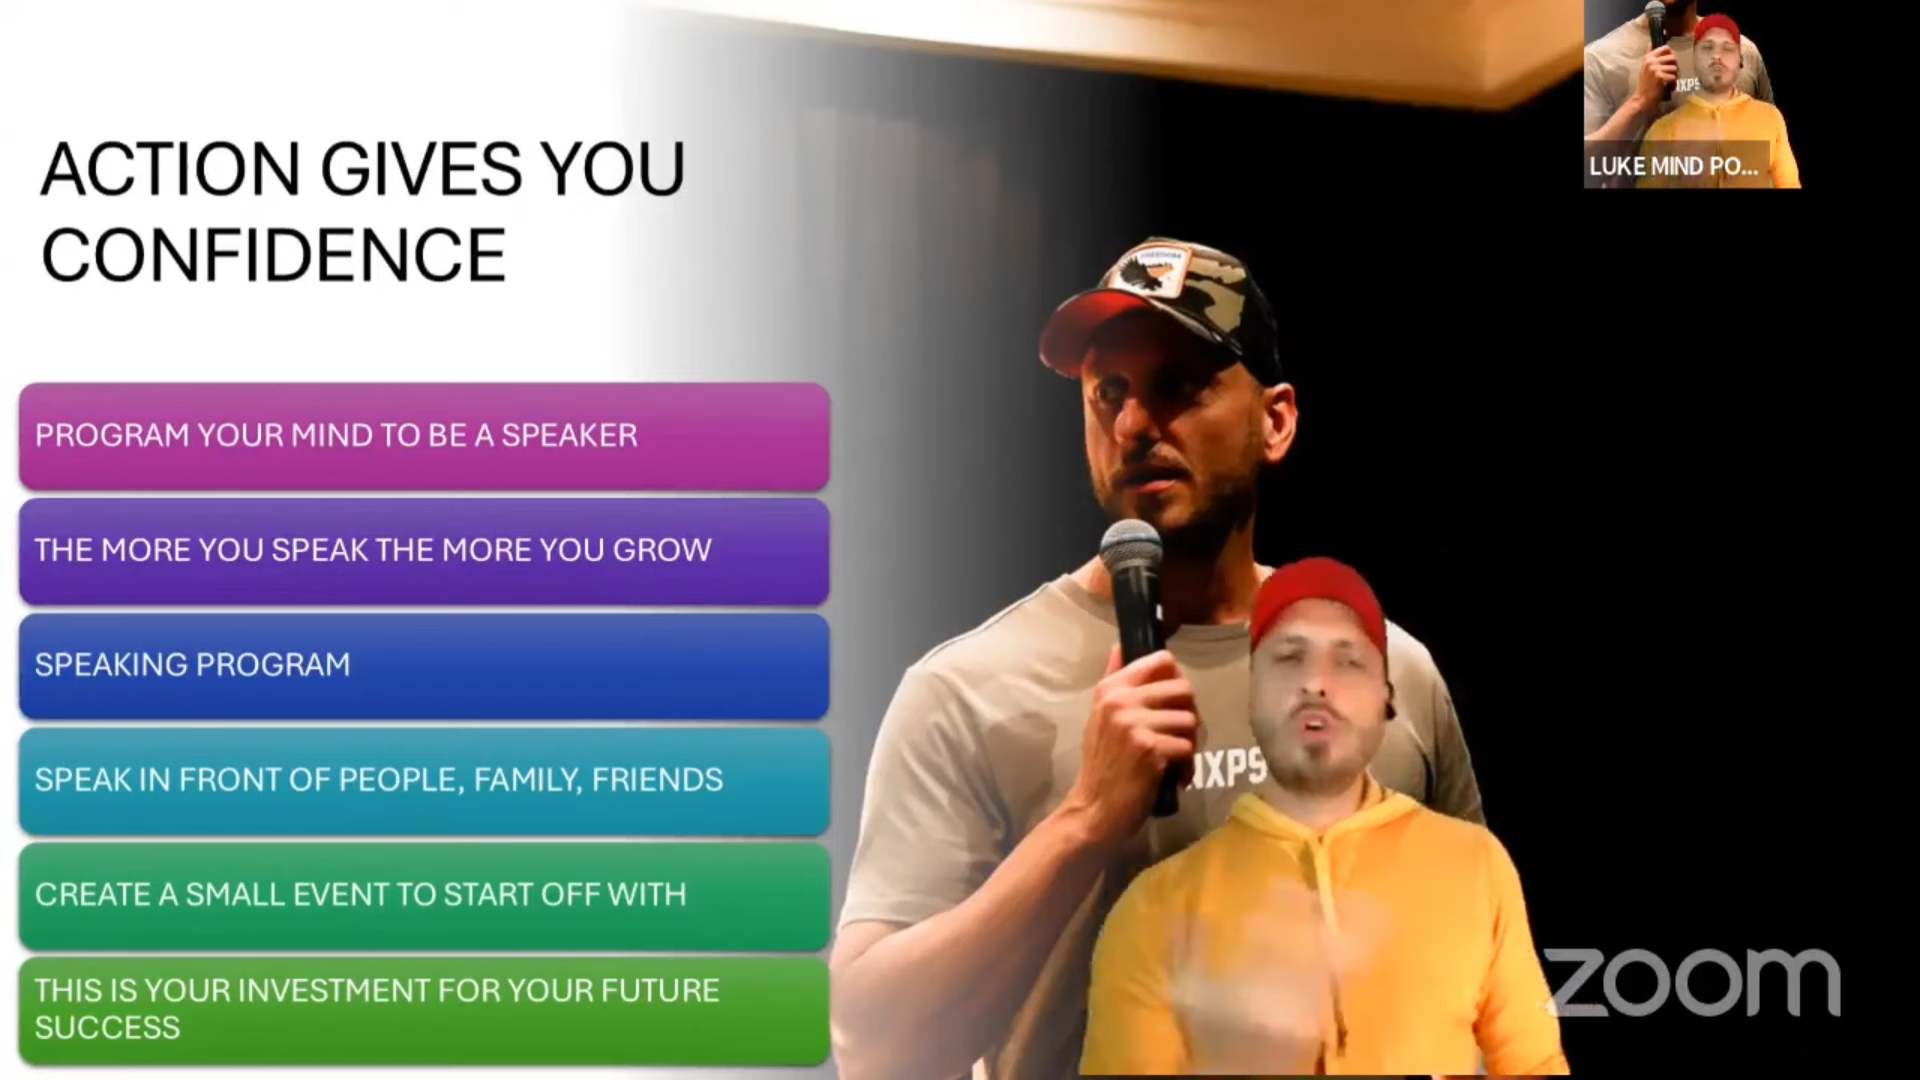 ACTION GIVES YOU
CONFIDENCE
PROGRAM YOUR MIND TO BE A SPEAKER
THE MORE YOU SPEAK THE MORE YOU GROW
SPEAKING PROGRAM
SPEAK IN FRONT OF PEOPLE, FAMILY, FRIENDS
CREATE A SMALL EVENT TO START OFF WITH
THIS IS YOUR INVESTMENT FOR YOUR FUTURE
SUCCESS
LUKE MIND PO...
zoom